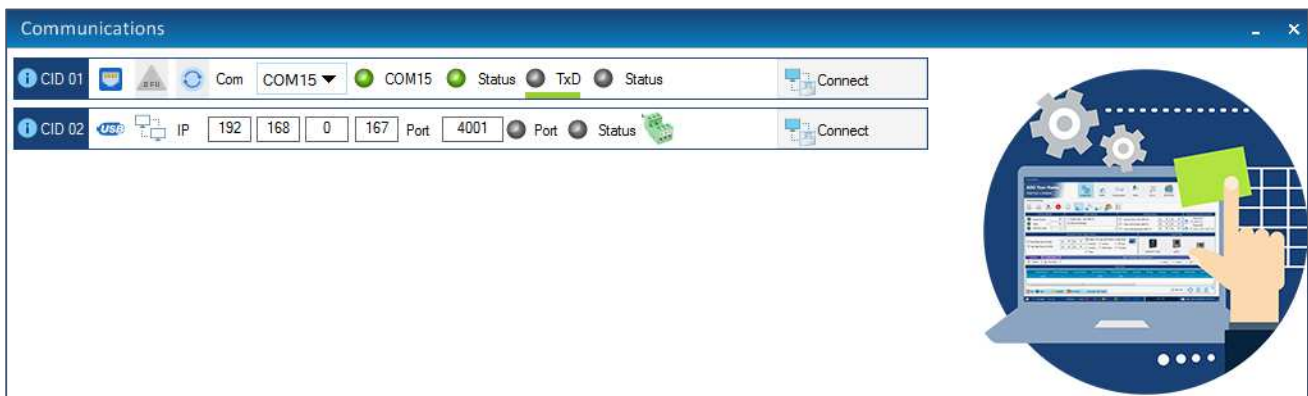 Communications
CID 01 Com COM15 COM15 Status TxD Status Connect
CID 02 USB IP 192 168 0 167 Port 4001 Port Status Connect